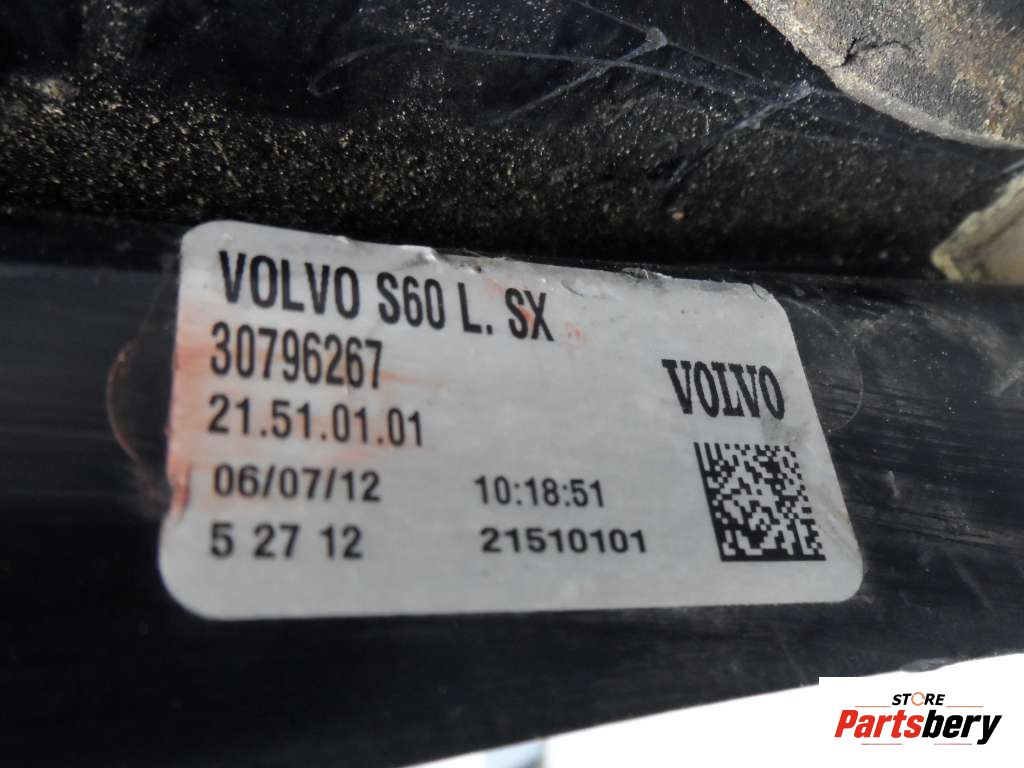 VOLVO S60 L. SX
30796267
21.51.01.01
06/07/12 10:18:51
5 27 12 21510101
VOLVO
STORE
Partsbery